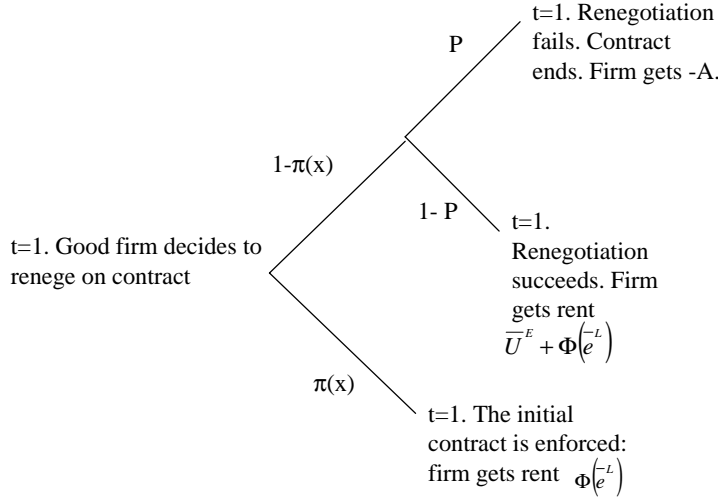 t=1. Renegotiation
fails. Contract
ends. Firm gets -A.
P
1-π(x)
1- P
t=1.
Renegotiation
succeeds. Firm
gets rent
U̅ᴱ + Φ(e̅ᴸ)
t=1. Good firm decides to
renege on contract
π(x)
t=1. The initial
contract is enforced:
firm gets rent Φ(e̅ᴸ)